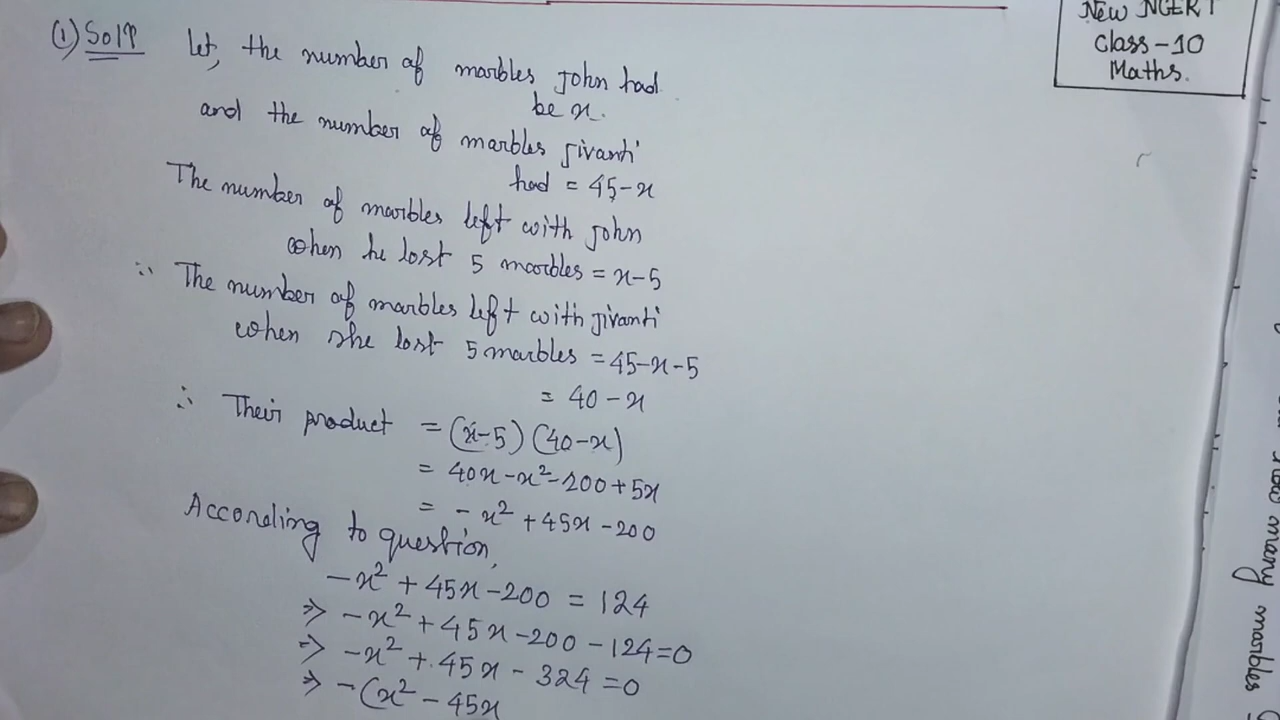 New NCERT
Class-10
Maths.
(1) Solⁿ Let, the number of marbles John had
be x.
and the number of marbles Jivanti
had = 45-x
The number of marbles left with John
when he lost 5 marbles = x-5
∴ The number of marbles left with Jivanti
when she lost 5 marbles = 45-x-5
= 40-x
∴ Their product = (x-5) (40-x)
= 40x-x²-200+5x
= -x²+45x-200
According to question,
-x²+45x-200 = 124
⇒ -x²+45x-200-124=0
⇒ -x²+45x-324=0
⇒ -(x²-45x
many marbles